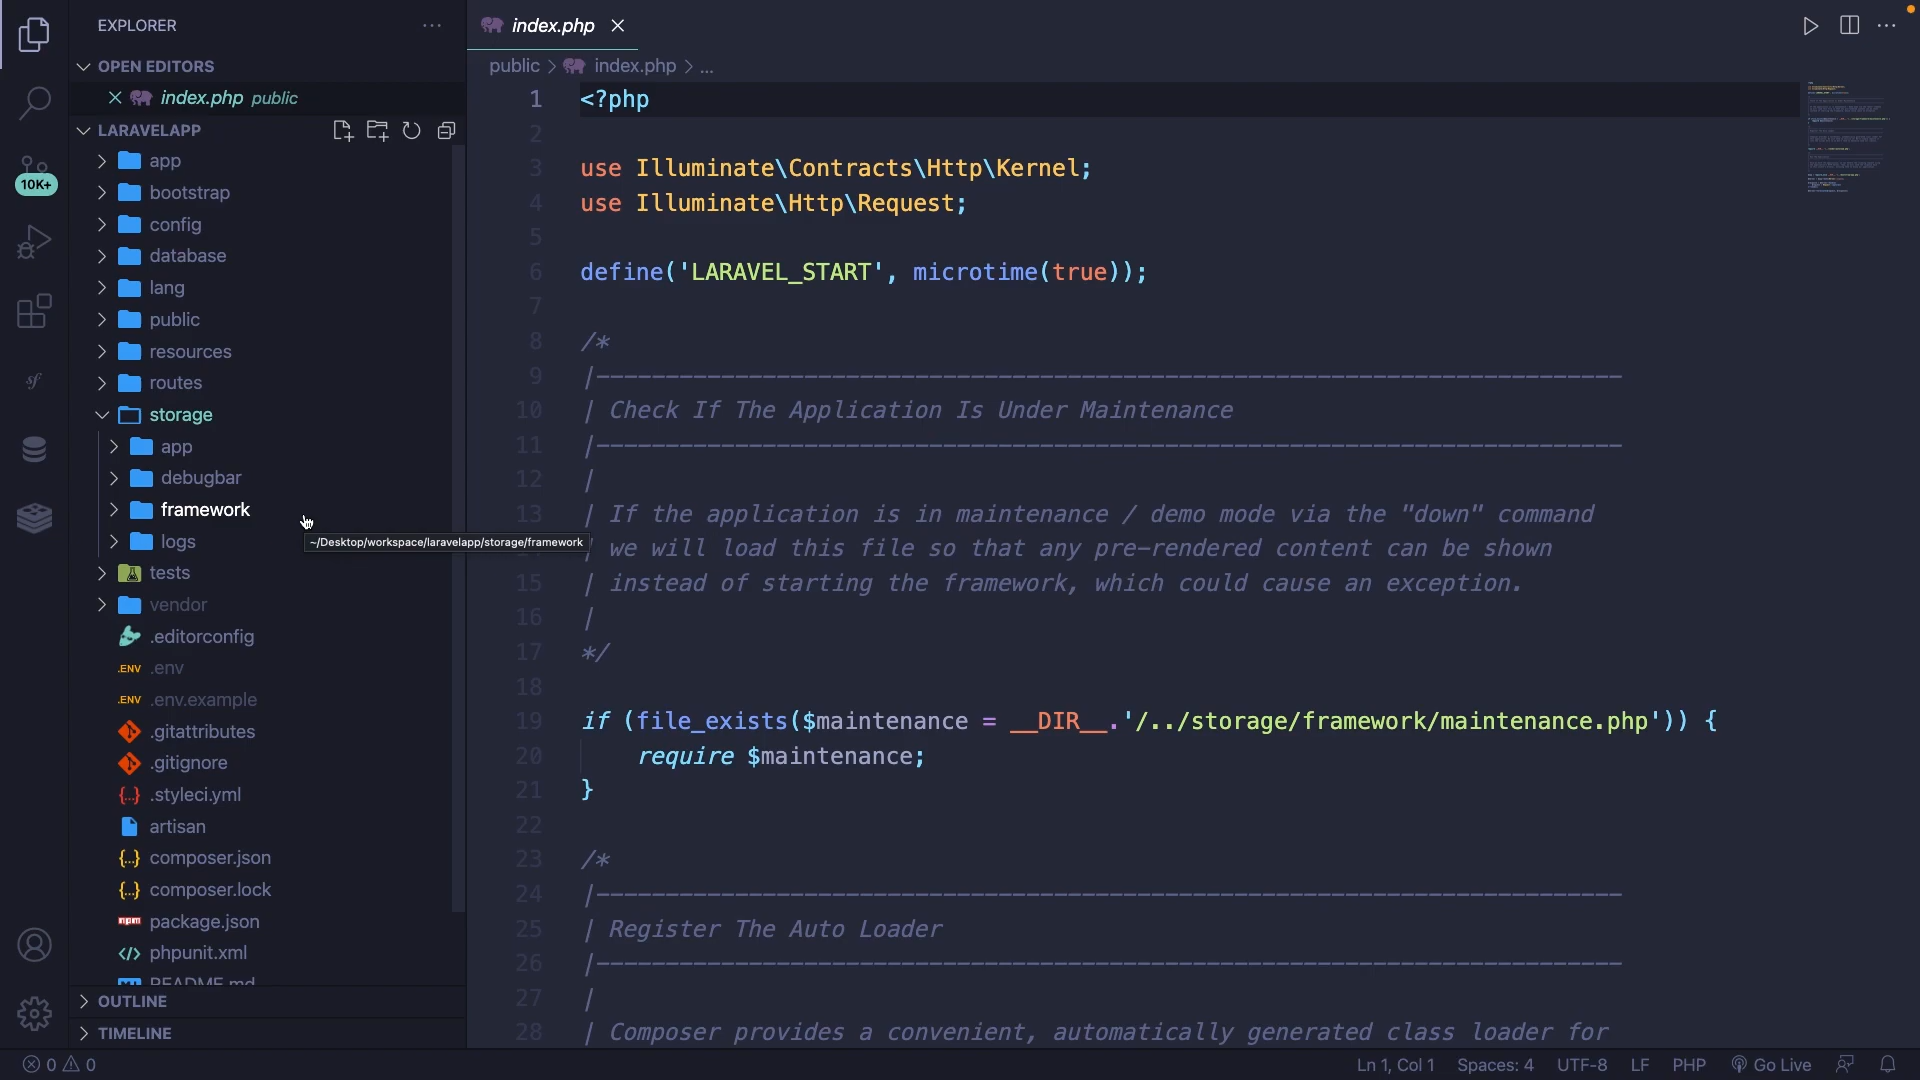 EXPLORER
OPEN EDITORS
index.php public
LARAVELAPP
app
bootstrap
config
database
lang
public
resources
routes
storage
app
debugbar
framework
logs
~/Desktop/workspace/laravelapp/storage/framework
tests
vendor
.editorconfig
.ENV .env
.ENV .env.example
.gitattributes
.gitignore
{..} .styleci.yml
artisan
{..} composer.json
{..} composer.lock
npm package.json
</> phpunit.xml
README.md
OUTLINE
TIMELINE
10K+
sf
index.php
public > index.php > ...
1 <?php
2
3 use Illuminate\Contracts\Http\Kernel;
4 use Illuminate\Http\Request;
5
6 define('LARAVEL_START', microtime(true));
7
8 /*
9 |--------------------------------------------------------------------------
10 | Check If The Application Is Under Maintenance
11 |--------------------------------------------------------------------------
12 |
13 | If the application is in maintenance / demo mode via the "down" command
| we will load this file so that any pre-rendered content can be shown
15 | instead of starting the framework, which could cause an exception.
16 |
17 */
18
19 if (file_exists($maintenance = __DIR__.'/../storage/framework/maintenance.php')) {
20 require $maintenance;
21 }
22
23 /*
24 |--------------------------------------------------------------------------
25 | Register The Auto Loader
26 |--------------------------------------------------------------------------
27 |
28 | Composer provides a convenient, automatically generated class loader for
0 0
Ln 1, Col 1 Spaces: 4 UTF-8 LF PHP Go Live